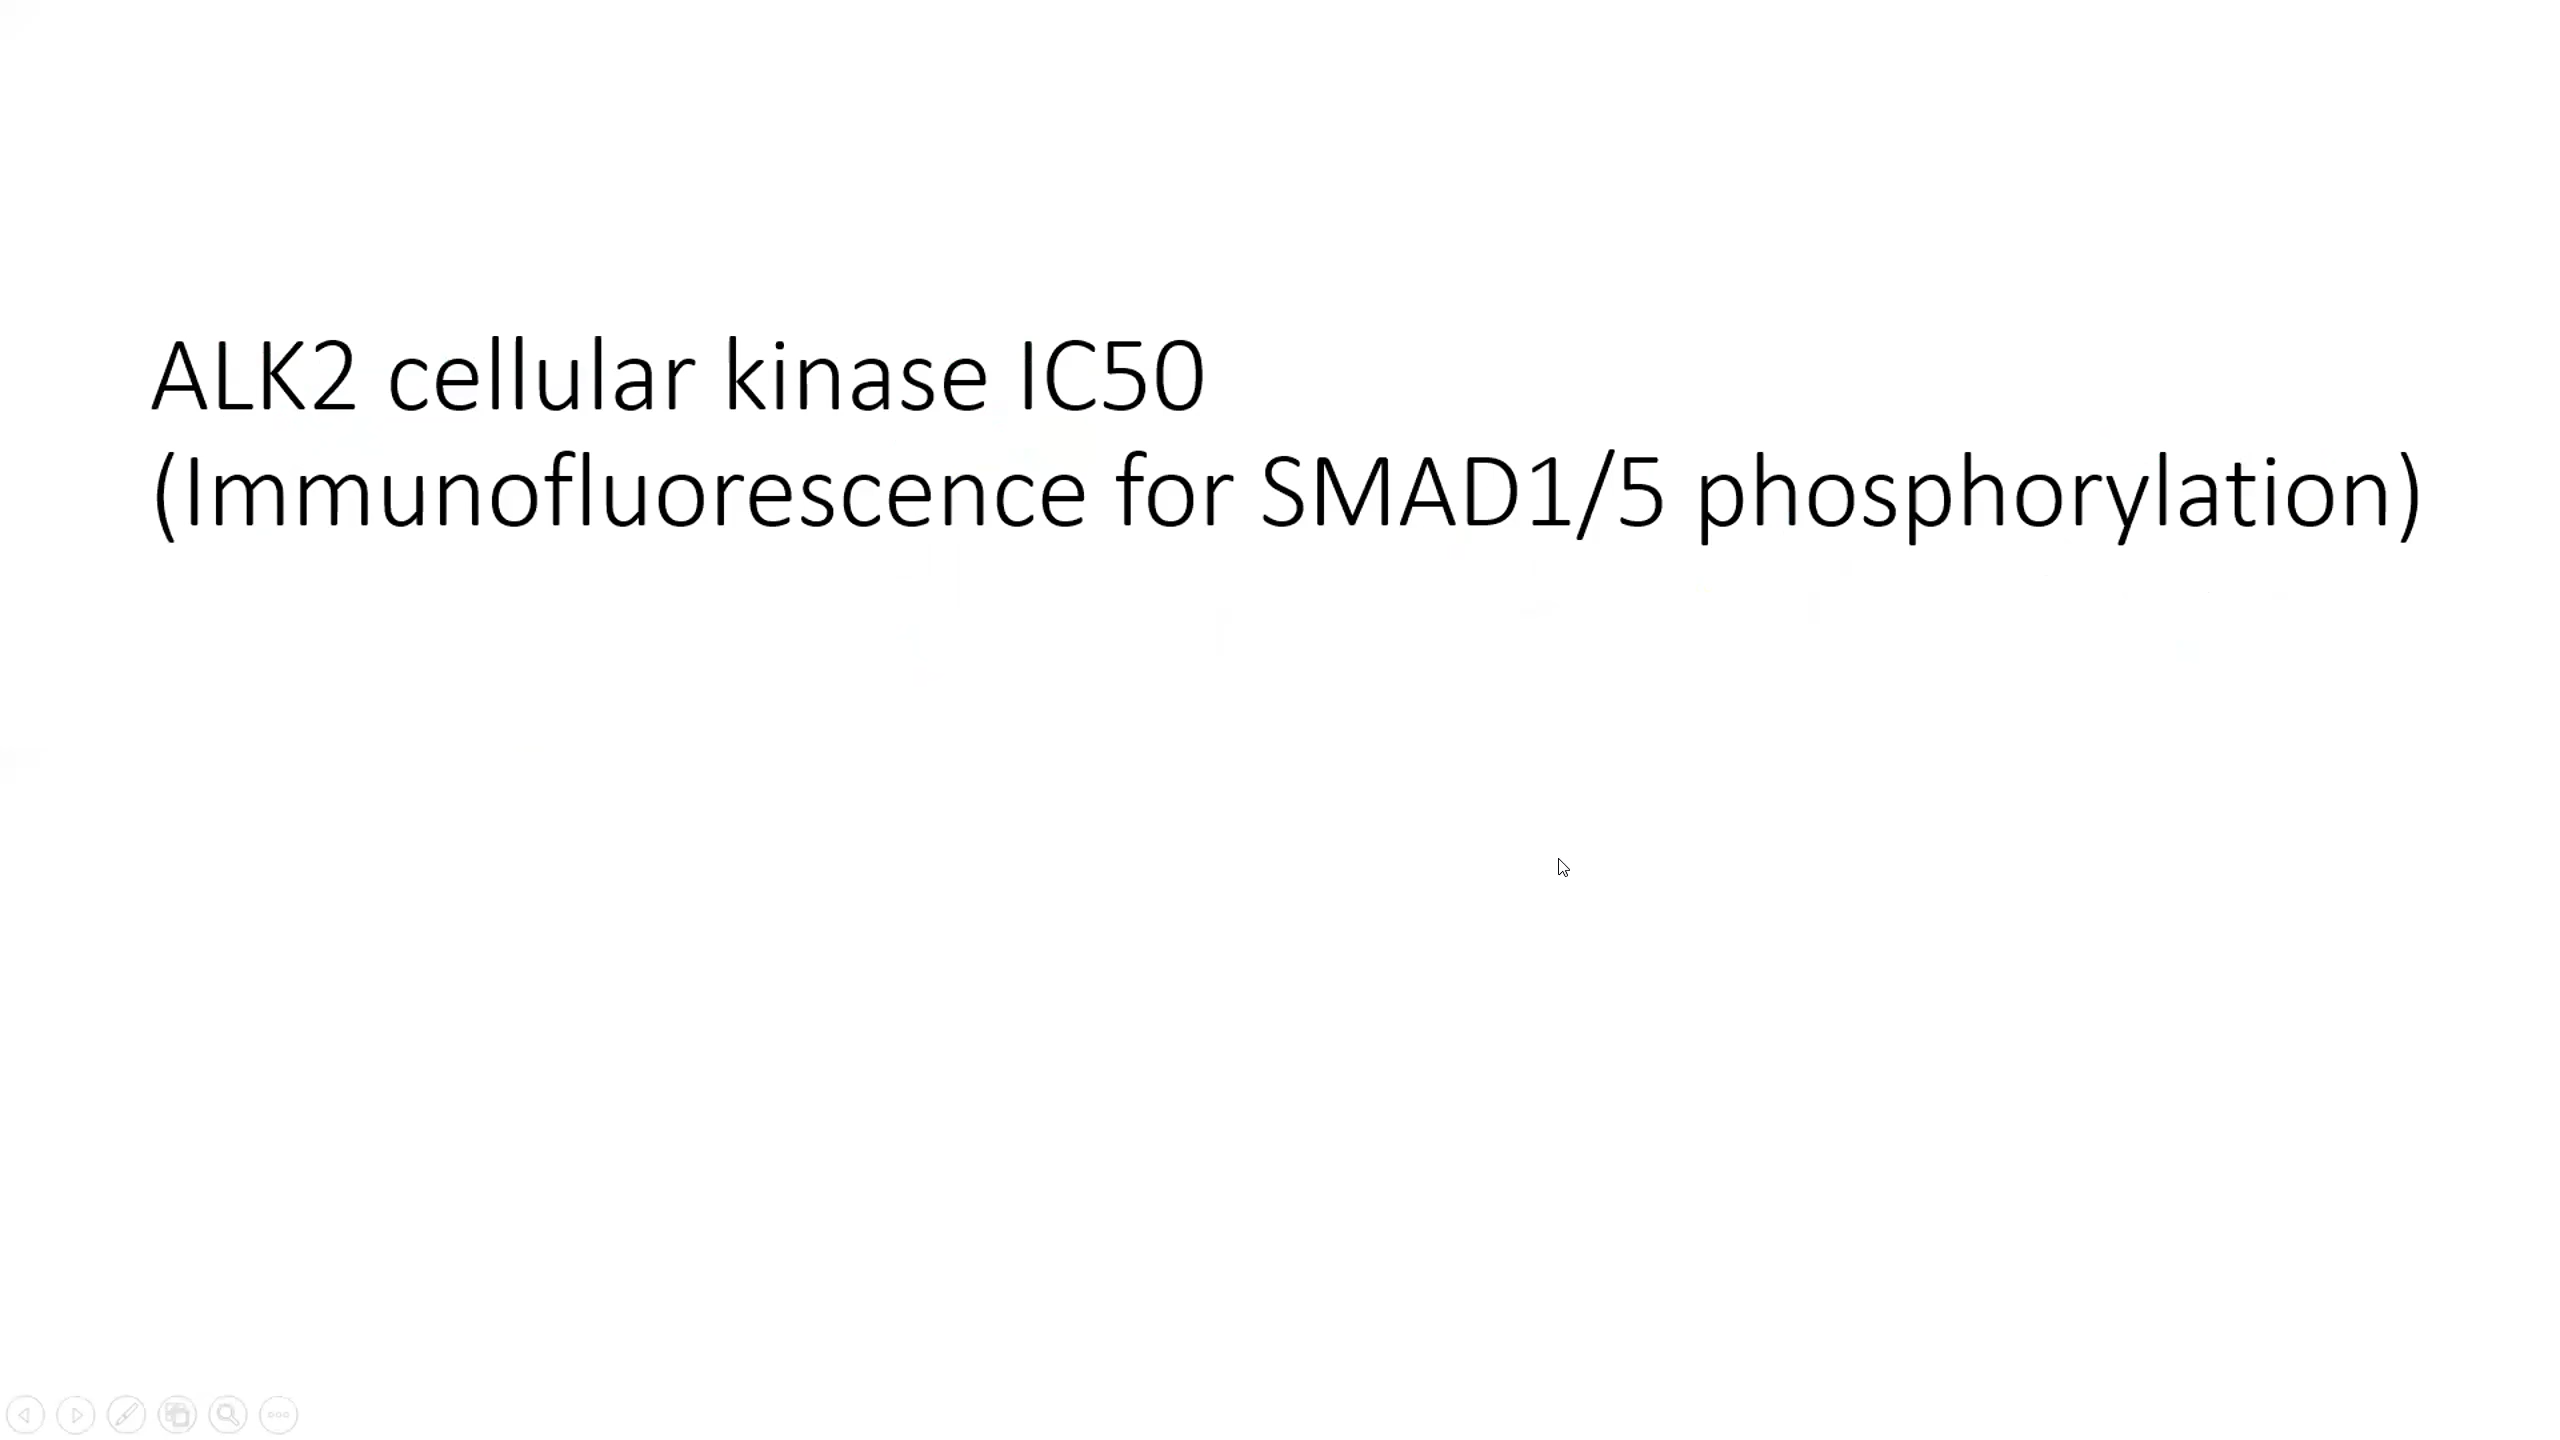 ALK2 cellular kinase IC50
(Immunofluorescence for SMAD1/5 phosphorylation)